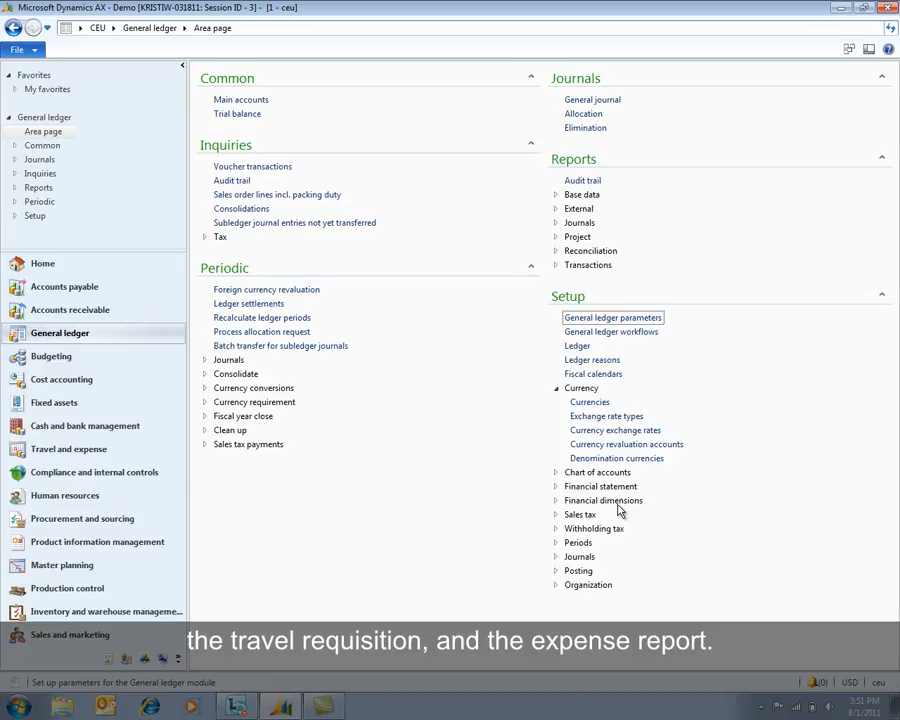 Microsoft Dynamics AX - Demo [KRISTIW-031811: Session ID - 3] - [1 - ceu]
CEU
General ledger
Area page
File
Favorites
My favorites
General ledger
Area page
Common
Journals
Inquiries
Reports
Periodic
Setup
Home
Accounts payable
Accounts receivable
General ledger
Budgeting
Cost accounting
Fixed assets
Cash and bank management
Travel and expense
Compliance and internal controls
Human resources
Procurement and sourcing
Product information management
Master planning
Production control
Inventory and warehouse manageme...
Sales and marketing
Common
Main accounts
Trial balance
Inquiries
Voucher transactions
Audit trail
Sales order lines incl. packing duty
Consolidations
Subledger journal entries not yet transferred
Tax
Periodic
Foreign currency revaluation
Ledger settlements
Recalculate ledger periods
Process allocation request
Batch transfer for subledger journals
Journals
Consolidate
Currency conversions
Currency requirement
Fiscal year close
Clean up
Sales tax payments
Journals
General journal
Allocation
Elimination
Reports
Audit trail
Base data
External
Journals
Project
Reconciliation
Transactions
Setup
General ledger parameters
General ledger workflows
Ledger
Ledger reasons
Fiscal calendars
Currency
Currencies
Exchange rate types
Currency exchange rates
Currency revaluation accounts
Denomination currencies
Chart of accounts
Financial statement
Financial dimensions
Sales tax
Withholding tax
Periods
Journals
Posting
Organization
the travel requisition, and the expense report.
Set up parameters for the General ledger module
(0)
USD
ceu
3:51 PM
8/1/2011